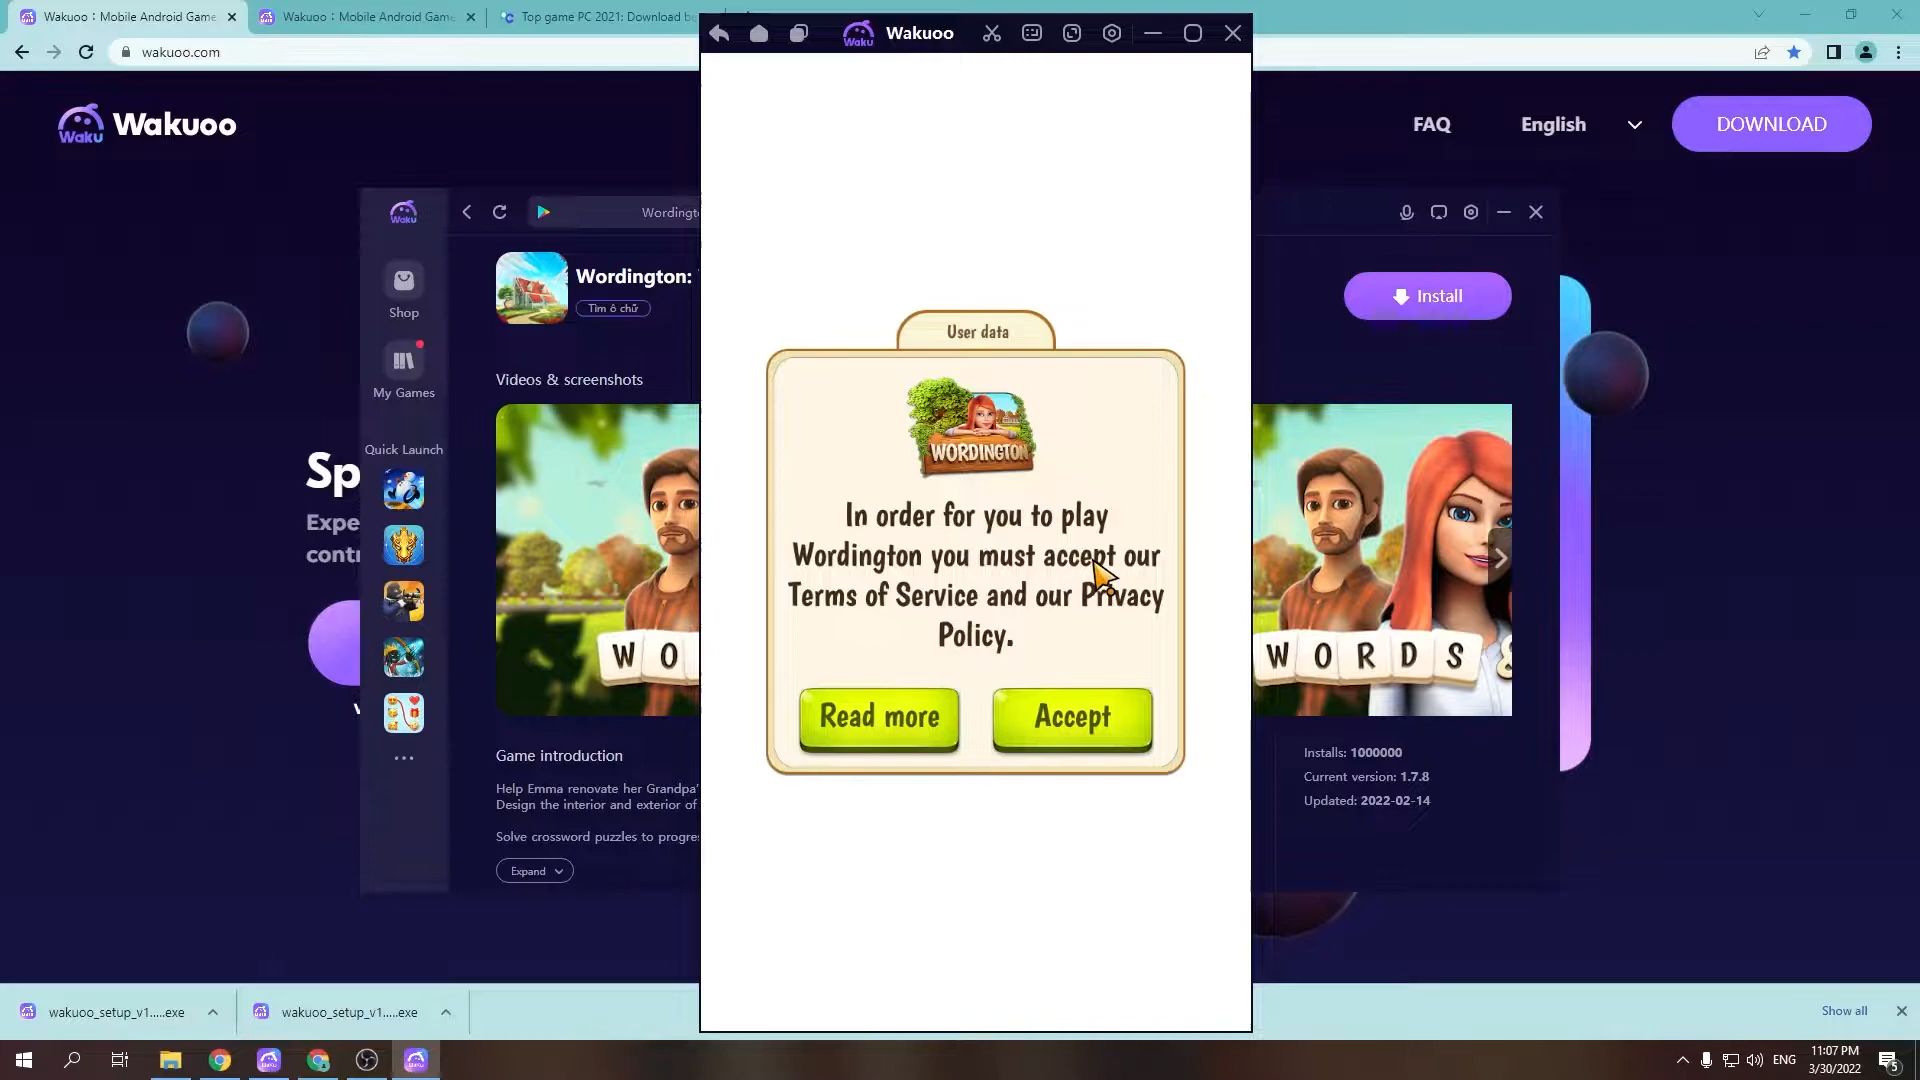 Wakuoo : Mobile Android Game
Wakuoo : Mobile Android Game
Top game PC 2021: Download b
wakuoo.com
Waku
Wakuoo
Waku
Wakuoo
FAQ
English
DOWNLOAD
Waku
Wordingt
Shop
My Games
Quick Launch
Wordington:
Tìm ô chữ
Install
Videos & screenshots
User data
WORDINGTON
In order for you to play
Wordington you must accept our
Terms of Service and our Privacy
Policy.
Read more
Accept
Sp
Expe
contr
W O
W O R D S &
Game introduction
Help Emma renovate her Grandpa'
Design the interior and exterior of
Solve crossword puzzles to progre
Expand
Installs: 1000000
Current version: 1.7.8
Updated: 2022-02-14
wakuoo_setup_v1.....exe
wakuoo_setup_v1.....exe
Show all
ENG
11:07 PM
3/30/2022
5